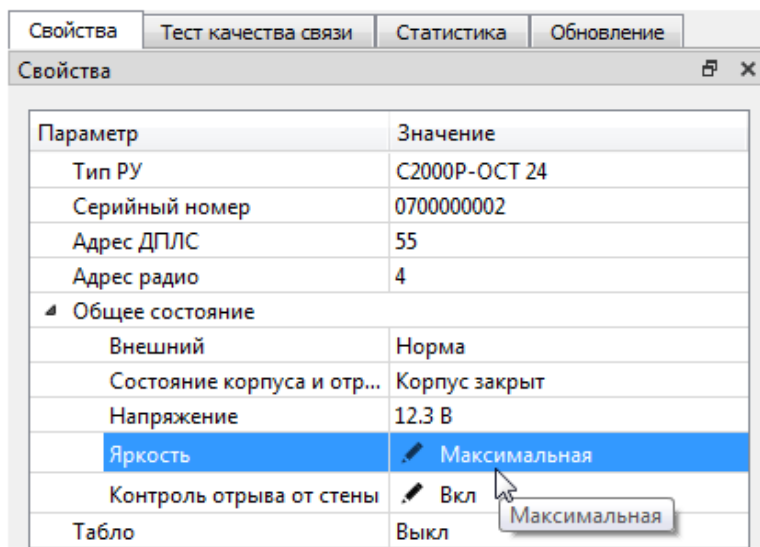 Свойства Тест качества связи Статистика Обновление
Свойства
Параметр Значение
Тип РУ С2000Р-ОСТ 24
Серийный номер 0700000002
Адрес ДПЛС 55
Адрес радио 4
Общее состояние
Внешний Норма
Состояние корпуса и отр... Корпус закрыт
Напряжение 12.3 В
Яркость Максимальная
Контроль отрыва от стены Вкл
Максимальная
Табло Выкл